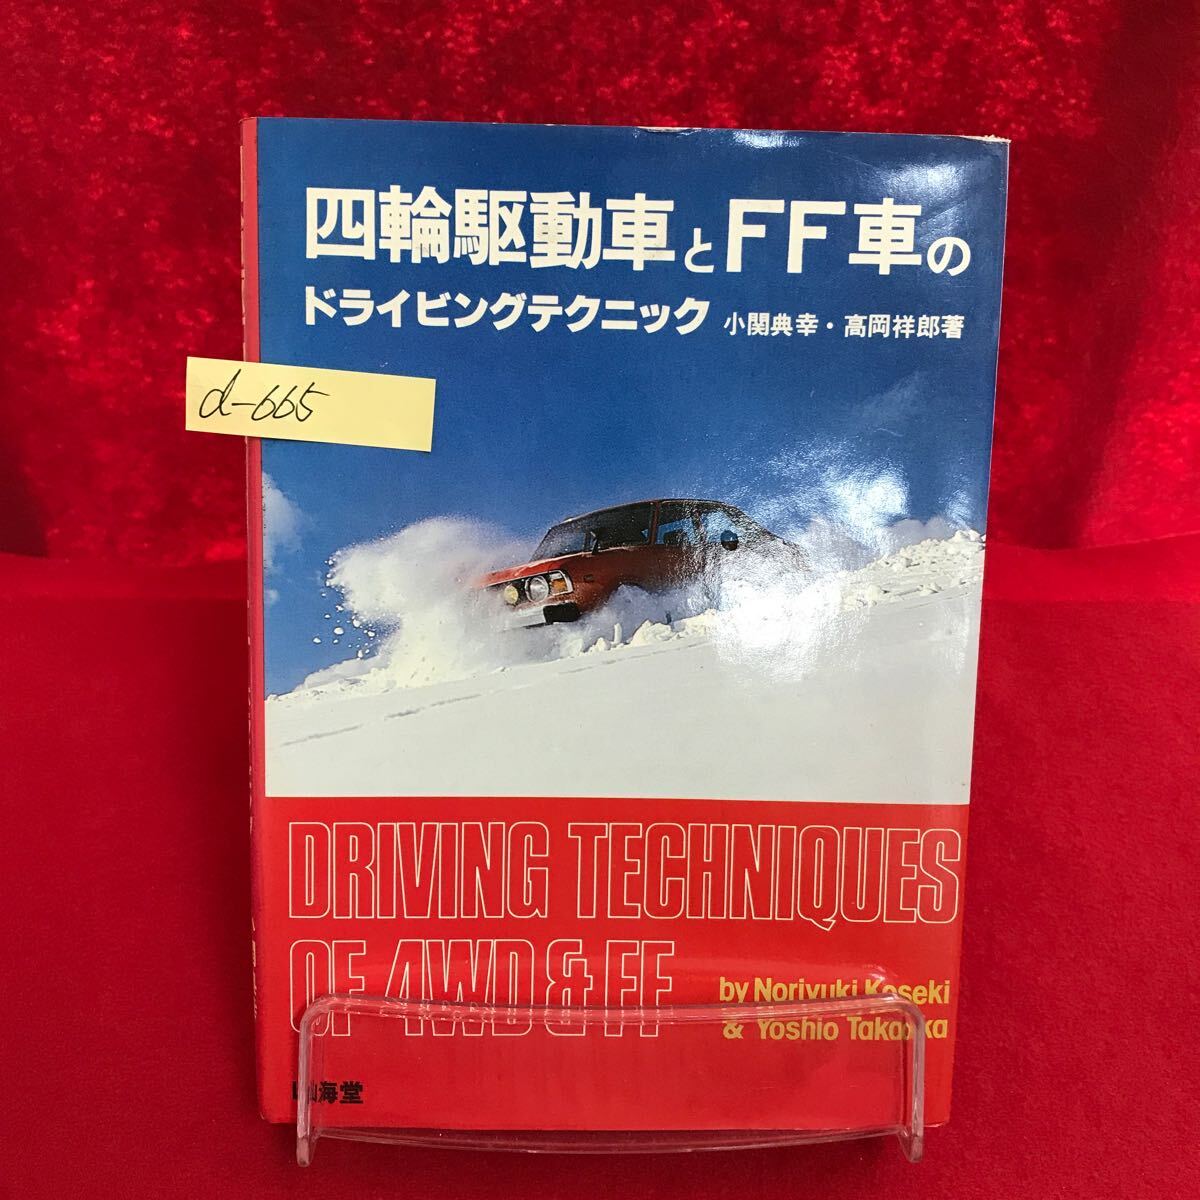 四輪駆動車とFF車の
ドライビングテクニック 小関典幸・高岡祥郎著
d-665
DRIVING TECHNIQUES
OF 4WD & FF
by Noriyuki Koseki
& Yoshio Takaoka
山海堂